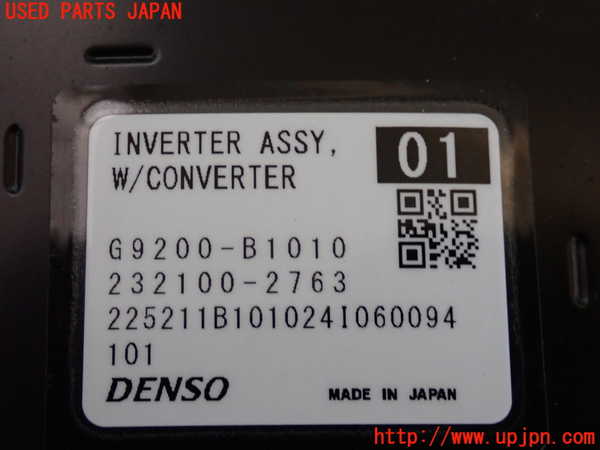 USED PARTS JAPAN
INVERTER ASSY,
W/CONVERTER
01
G9200-B1010
232100-2763
225211B101024I060094
101
DENSO
MADE IN JAPAN
http://www.upjpn.com